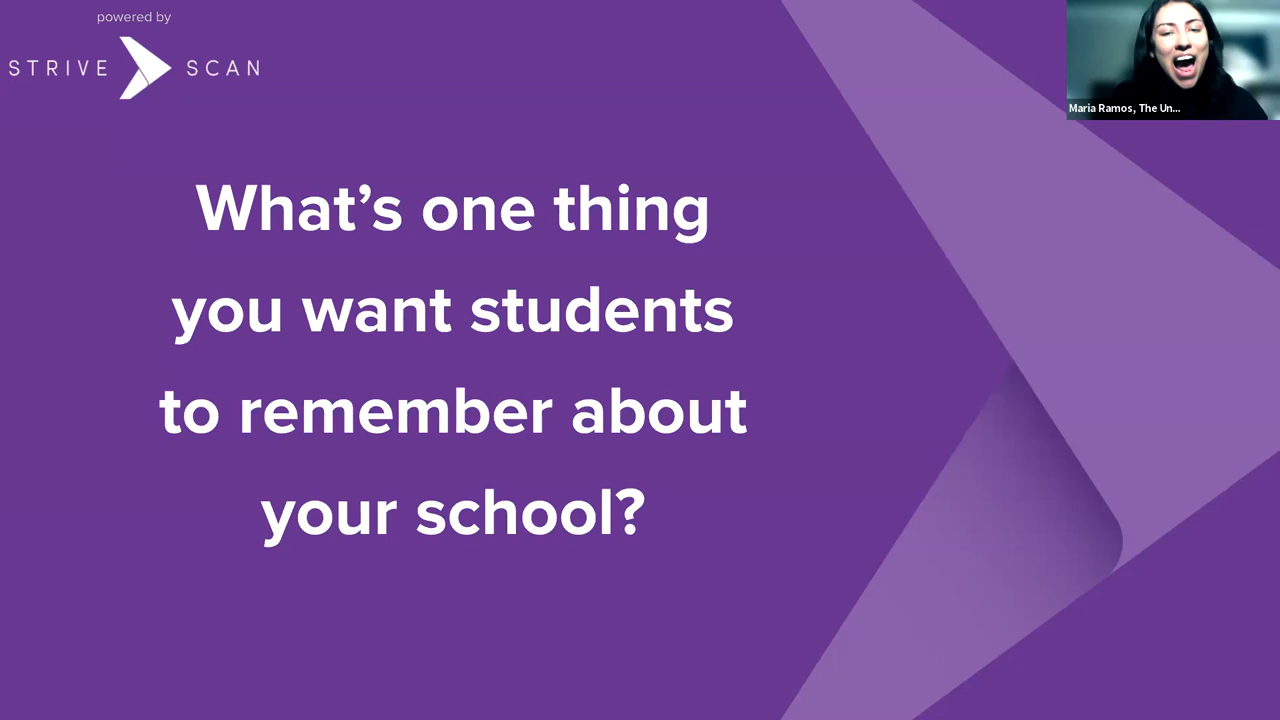 powered by
STRIVE SCAN
Maria Ramos, The Un...
What's one thing
you want students
to remember about
your school?